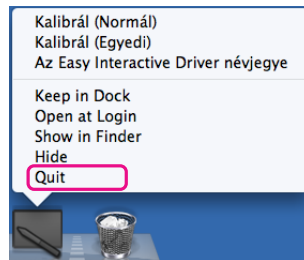 Kalibrál (Normál)
Kalibrál (Egyedi)
Az Easy Interactive Driver névjegye
Keep in Dock
Open at Login
Show in Finder
Hide
Quit